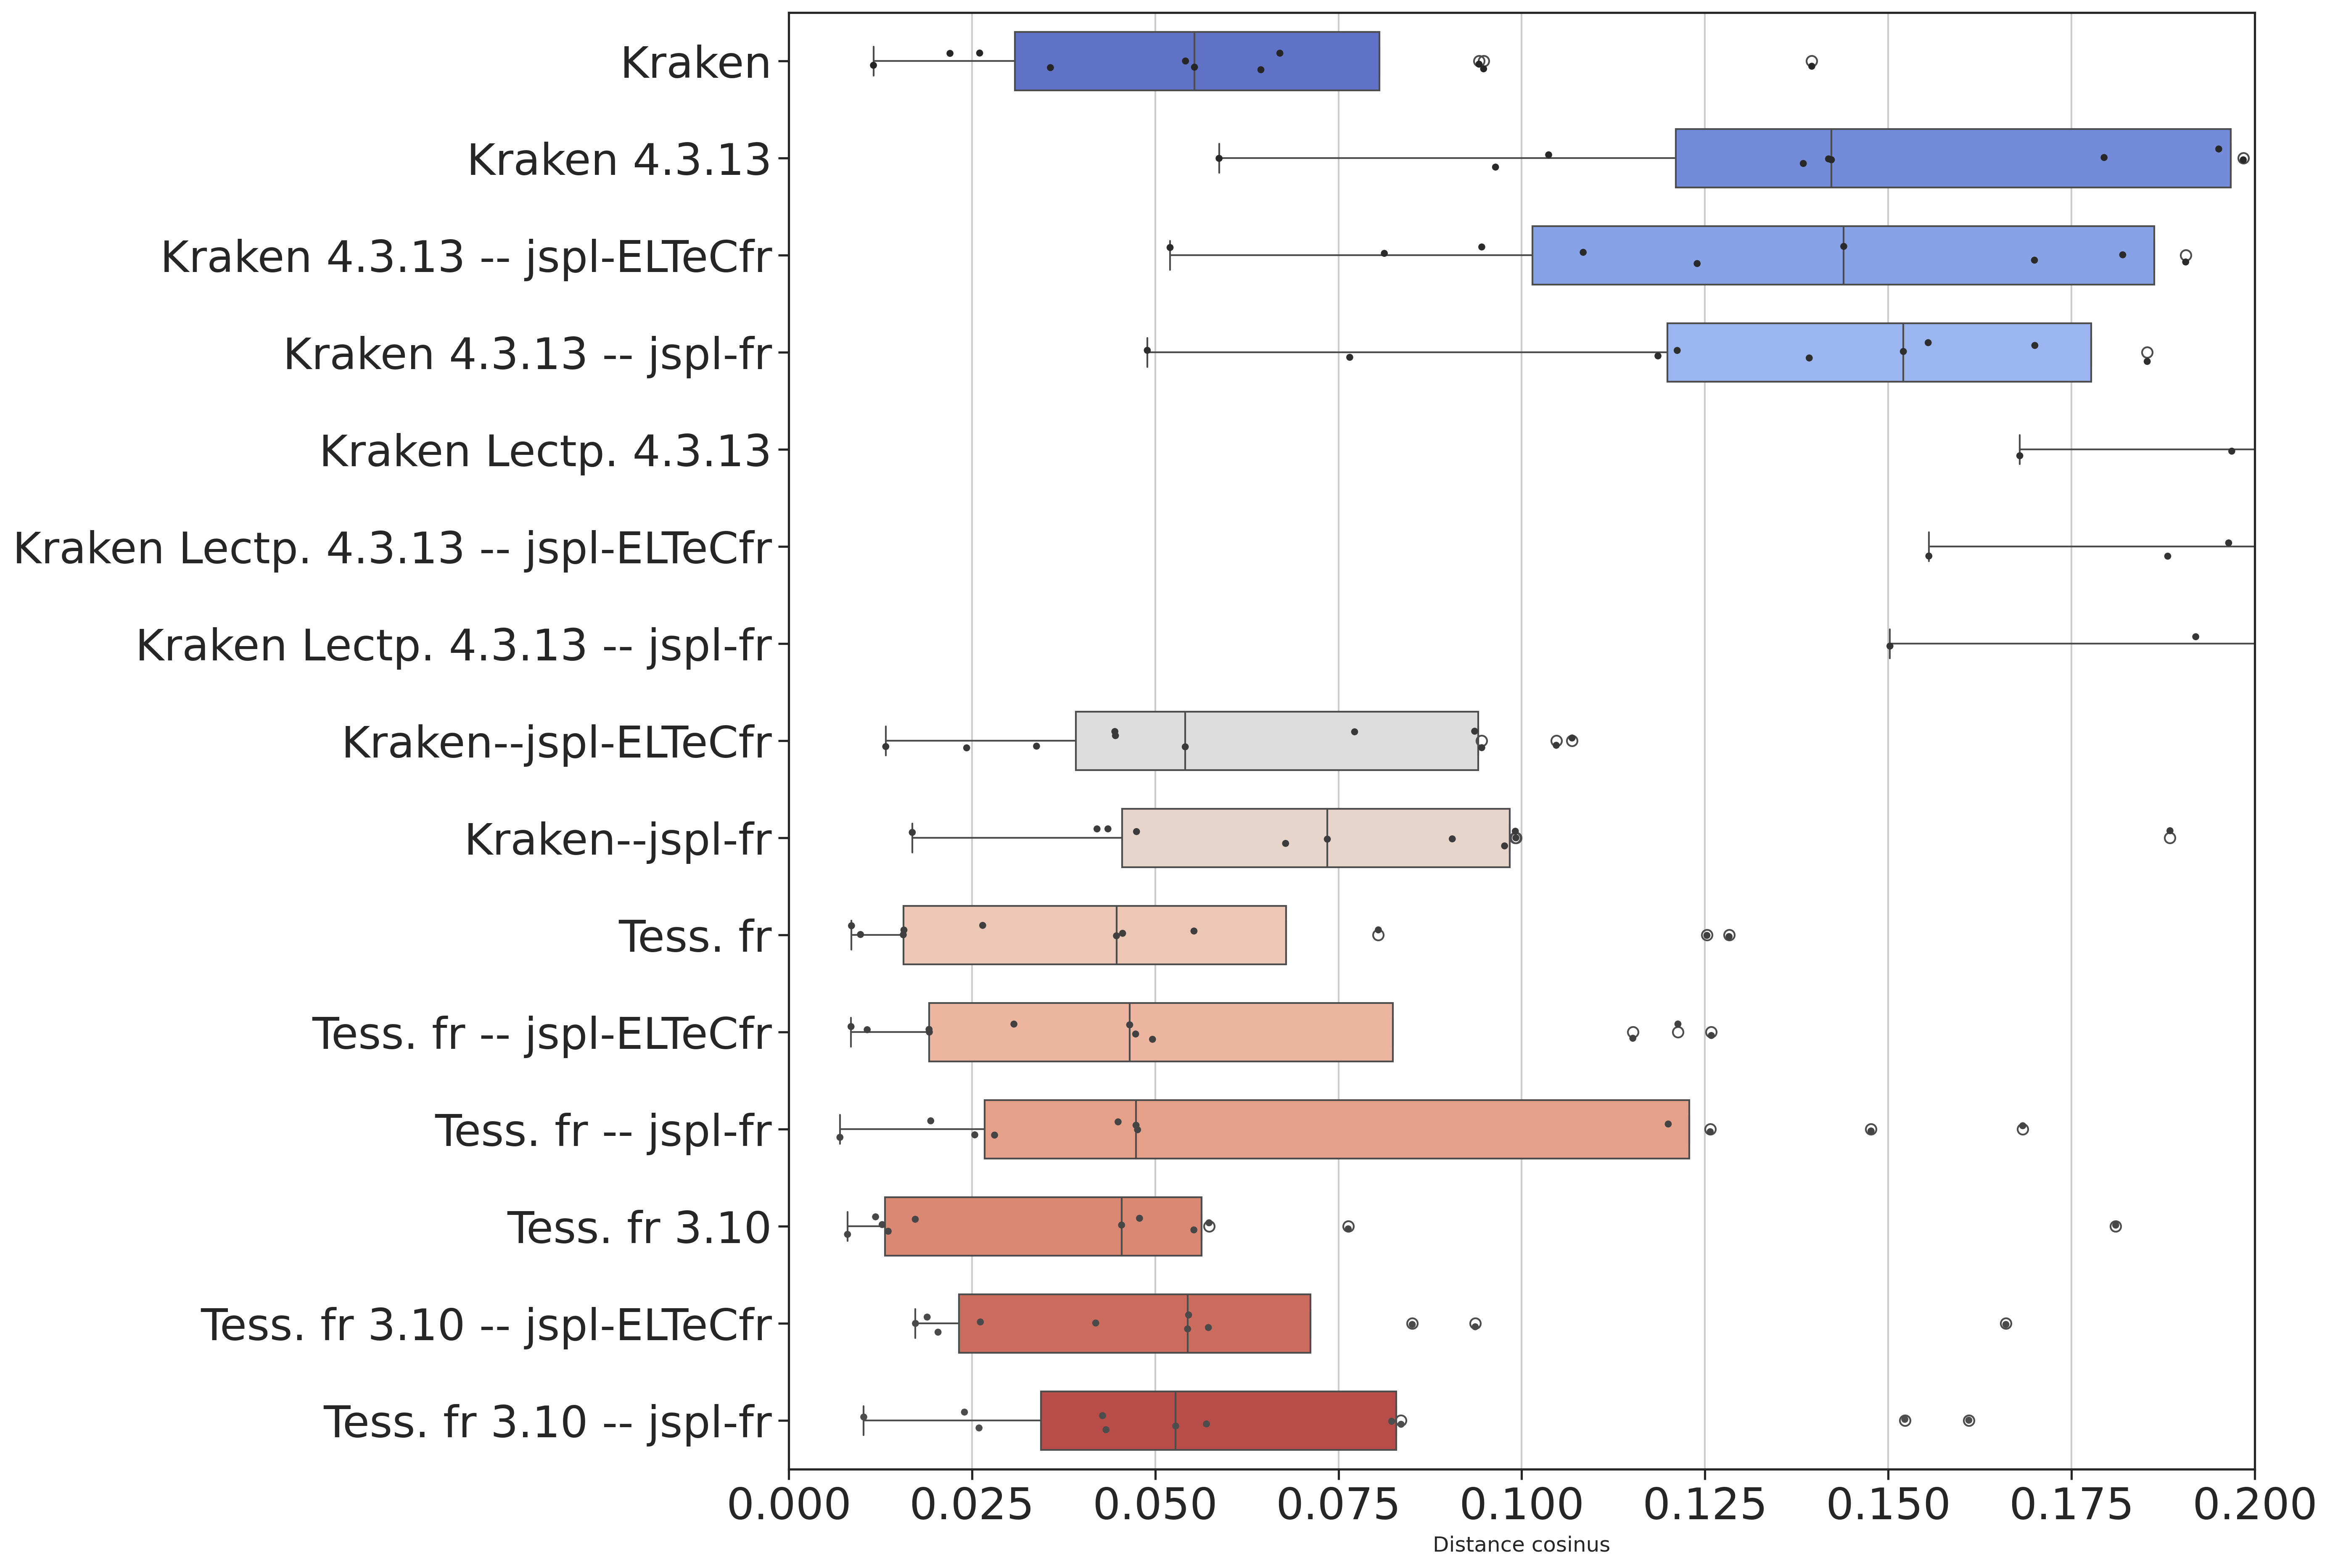 Kraken
Kraken 4.3.13
Kraken 4.3.13 -- jspl-ELTeCfr
Kraken 4.3.13 -- jspl-fr
Kraken Lectp. 4.3.13
Kraken Lectp. 4.3.13 -- jspl-ELTeCfr
Kraken Lectp. 4.3.13 -- jspl-fr
Kraken--jspl-ELTeCfr
Kraken--jspl-fr
Tess. fr
Tess. fr -- jspl-ELTeCfr
Tess. fr -- jspl-fr
Tess. fr 3.10
Tess. fr 3.10 -- jspl-ELTeCfr
Tess. fr 3.10 -- jspl-fr
0.000 0.025 0.050 0.075 0.100 0.125 0.150 0.175 0.200
Distance cosinus